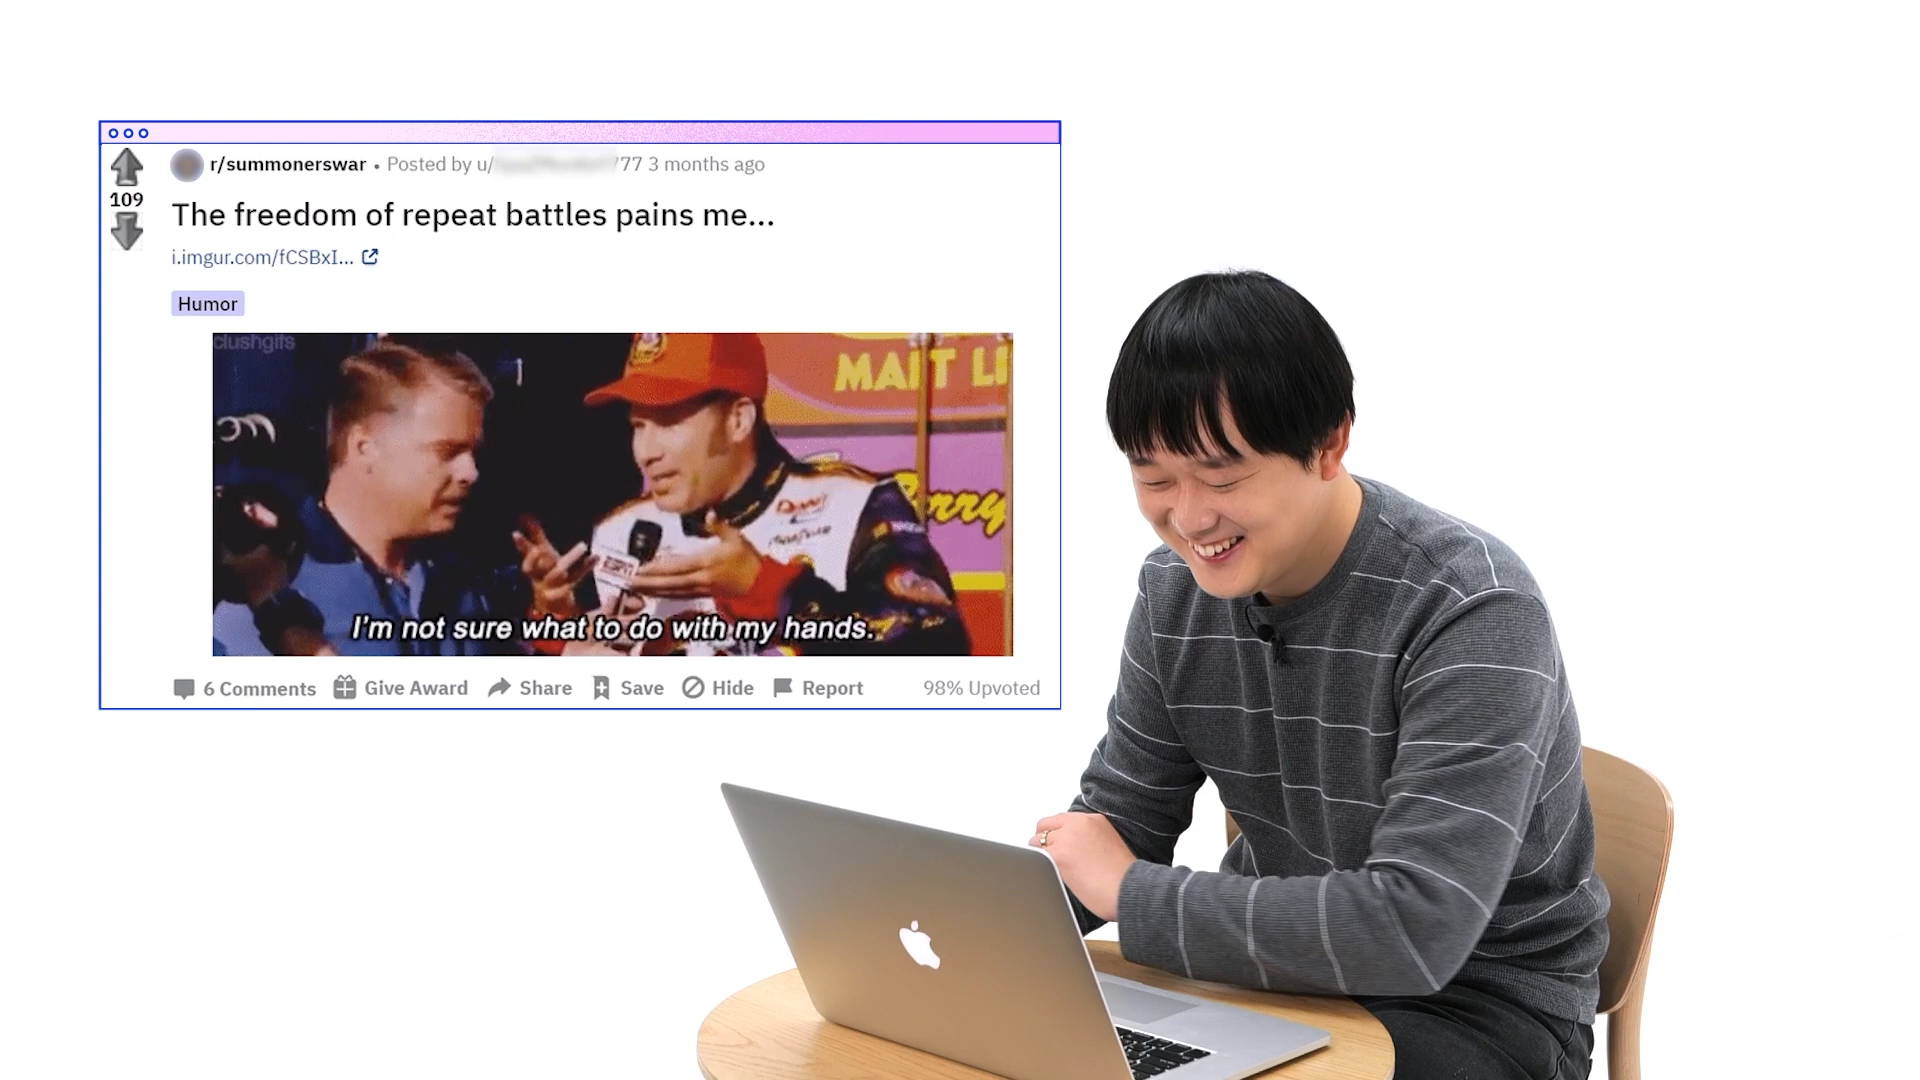 r/summonerswar • Posted by u/ 77 3 months ago
109
The freedom of repeat battles pains me...
i.imgur.com/fCSBxI...
Humor
clushgifs
MALT LI
I'm not sure what to do with my hands.
6 Comments Give Award Share Save Hide Report 98% Upvoted